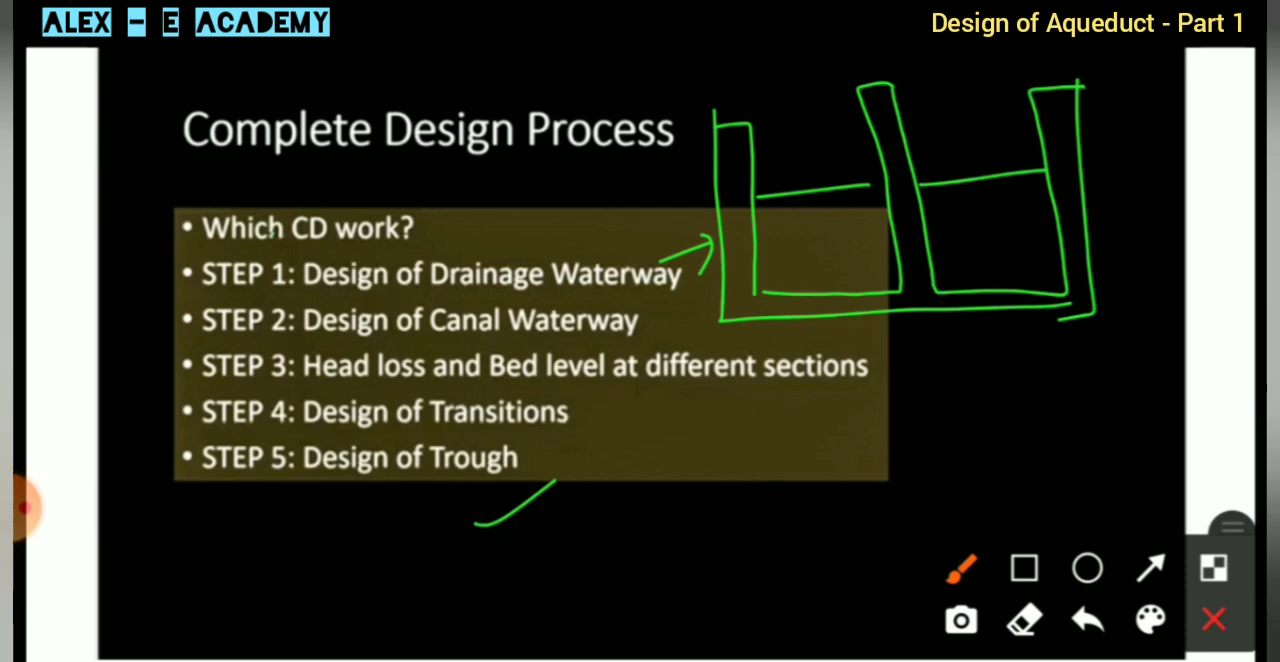 ALEX - E ACADEMY
Design of Aqueduct - Part 1
Complete Design Process
• Which CD work?
• STEP 1: Design of Drainage Waterway
• STEP 2: Design of Canal Waterway
• STEP 3: Head loss and Bed level at different sections
• STEP 4: Design of Transitions
• STEP 5: Design of Trough